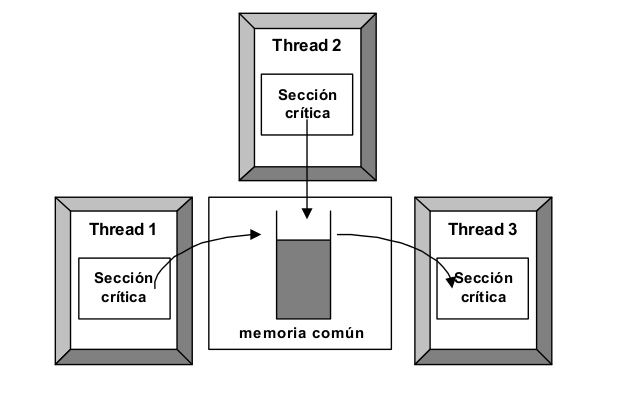 Thread 2
Sección
crítica
Thread 1
Sección
crítica
memoria común
Thread 3
Sección
crítica